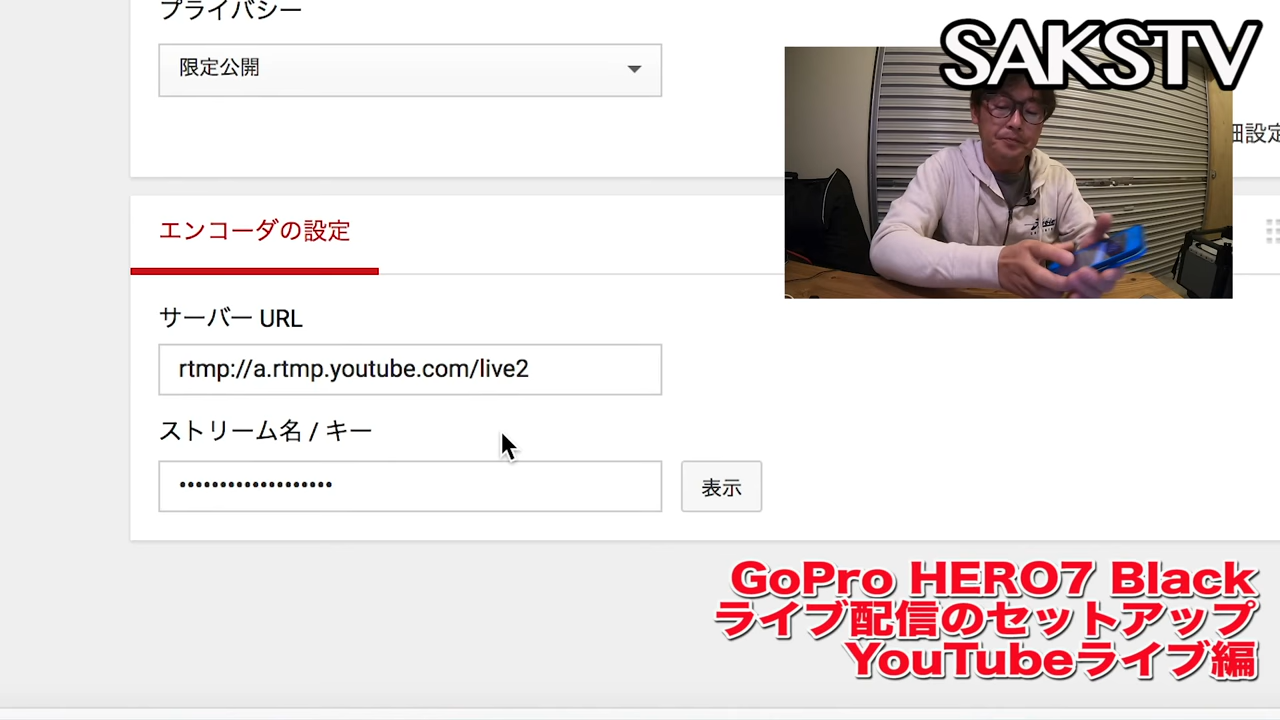 プライバシー
限定公開
SAKSTV
細設定
エンコーダの設定
サーバー URL
rtmp://a.rtmp.youtube.com/live2
ストリーム名 / キー
•••••••••••••••••••
表示
GoPro HERO7 Black
ライブ配信のセットアップ
YouTubeライブ編